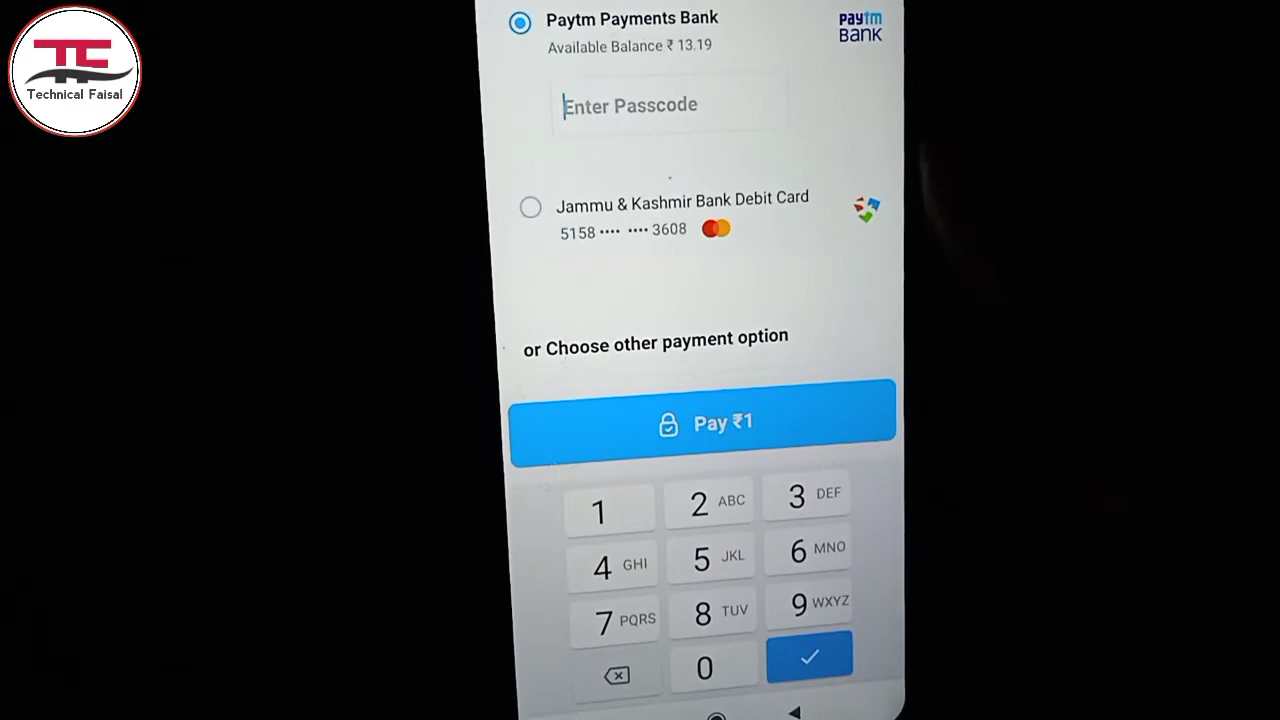 TC
Technical Faisal
Paytm Payments Bank
Available Balance ₹ 13.19
paytm
BANK
Enter Passcode
Jammu & Kashmir Bank Debit Card
5158 •••• •••• 3608
or Choose other payment option
Pay ₹1
1
2 ABC
3 DEF
4 GHI
5 JKL
6 MNO
7 PQRS
8 TUV
9 WXYZ
0